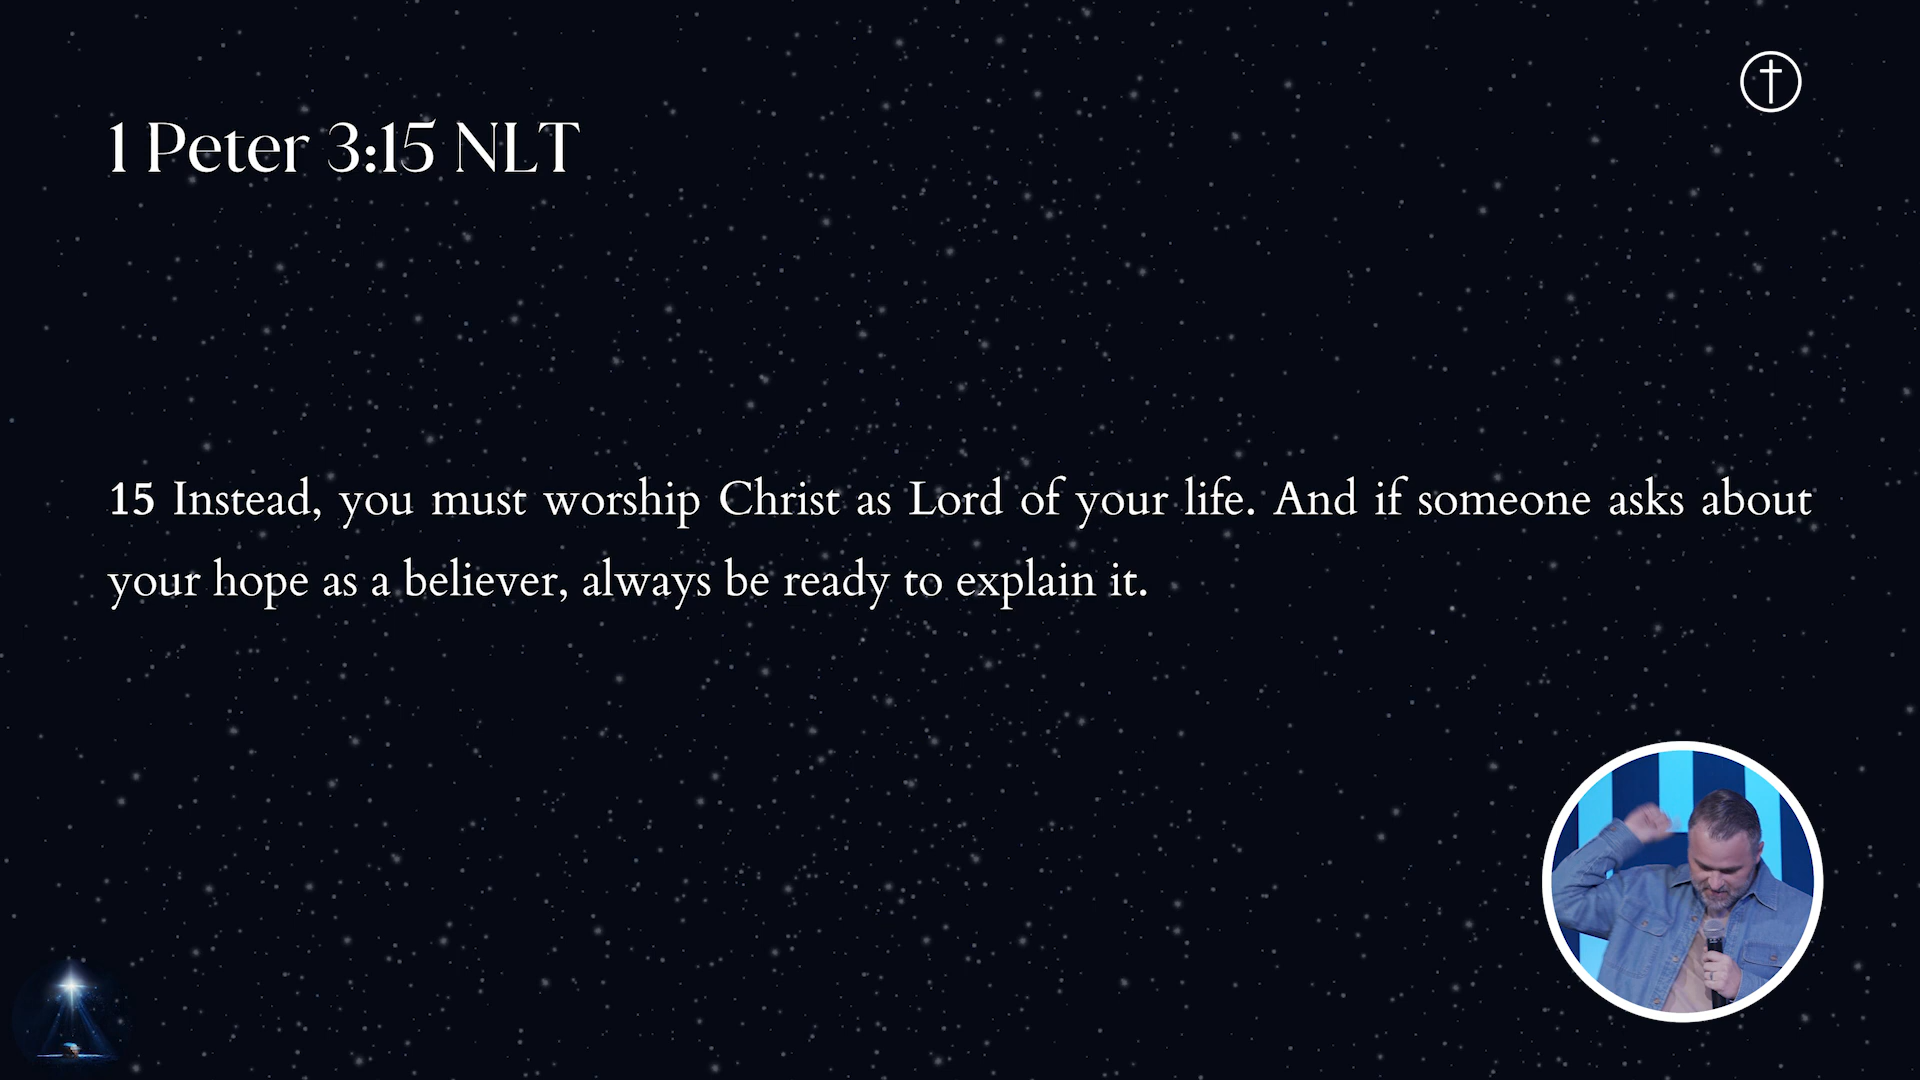 1 Peter 3:15 NLT
15 Instead, you must worship Christ as Lord of your life. And if someone asks about
your hope as a believer, always be ready to explain it.